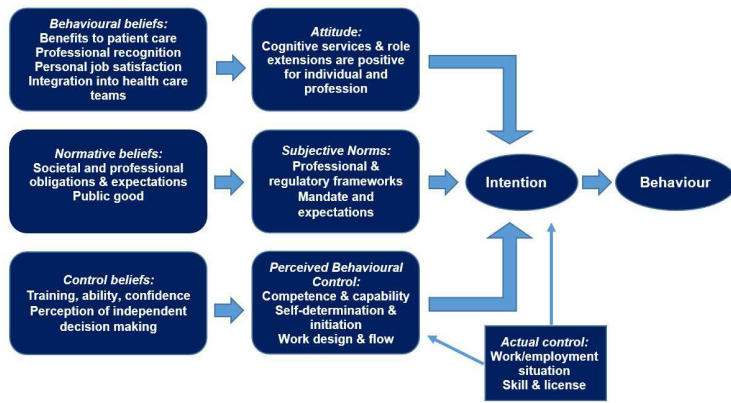 Behavioural beliefs:
Benefits to patient care
Professional recognition
Personal job satisfaction
Integration into health care
teams
Attitude:
Cognitive services & role
extensions are positive
for individual and
profession
Normative beliefs:
Societal and professional
obligations & expectations
Public good
Subjective Norms:
Professional &
regulatory frameworks
Mandate and
expectations
Intention
Behaviour
Control beliefs:
Training, ability, confidence
Perception of independent
decision making
Perceived Behavioural
Control:
Competence & capability
Self-determination &
initiation
Work design & flow
Actual control:
Work/employment
situation
Skill & license